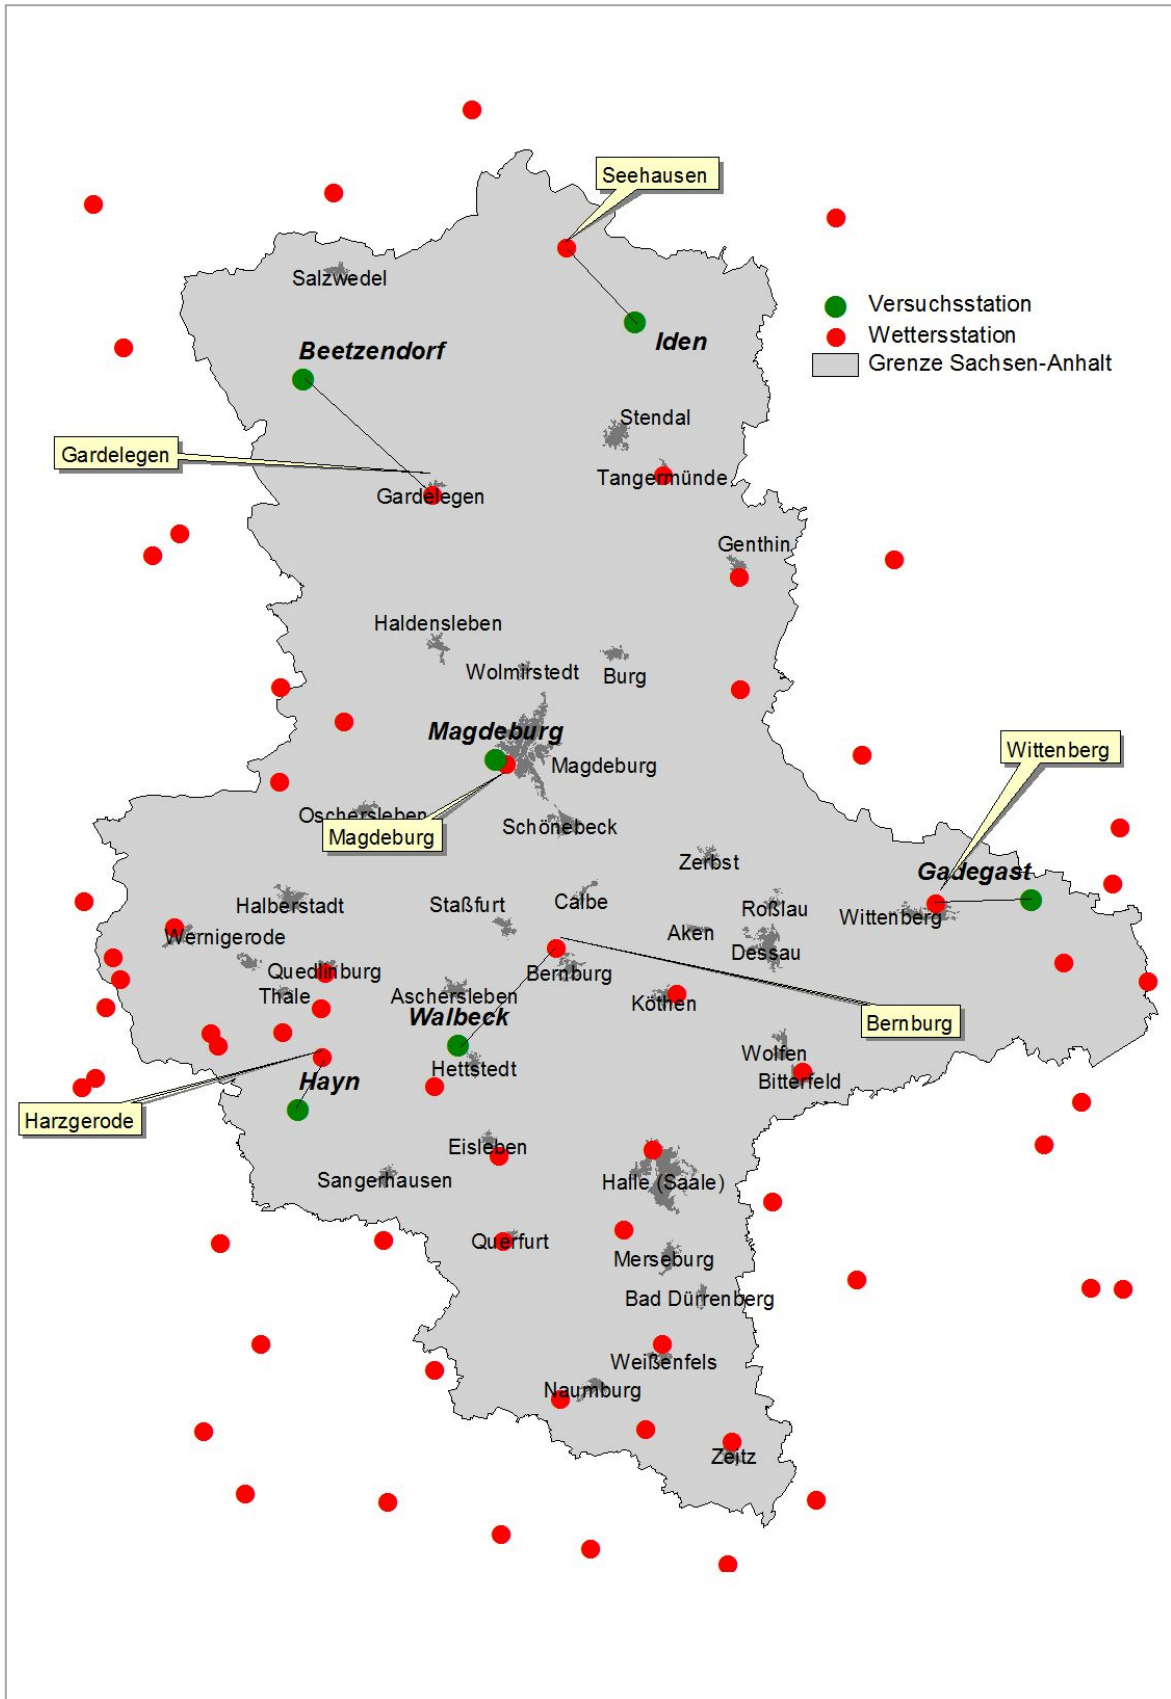 Seehausen
Salzwedel
Versuchsstation
Wettersstation
Grenze Sachsen-Anhalt
Iden
Beetzendorf
Stendal
Gardelegen
Tangermünde
Gardelegen
Genthin
Haldensleben
Wolmirstedt
Burg
Magdeburg
Magdeburg
Wittenberg
Oschersleben
Magdeburg
Schönebeck
Zerbst
Gadegast
Halberstadt
Staßfurt
Calbe
Roßlau
Wittenberg
Wernigerode
Aken
Dessau
Quedlinburg
Bernburg
Thale
Aschersleben
Köthen
Walbeck
Bernburg
Wolfen
Hettstedt
Bitterfeld
Hayn
Harzgerode
Eisleben
Sangerhausen
Halle (Saale)
Querfurt
Merseburg
Bad Dürrenberg
Weißenfels
Naumburg
Zeitz